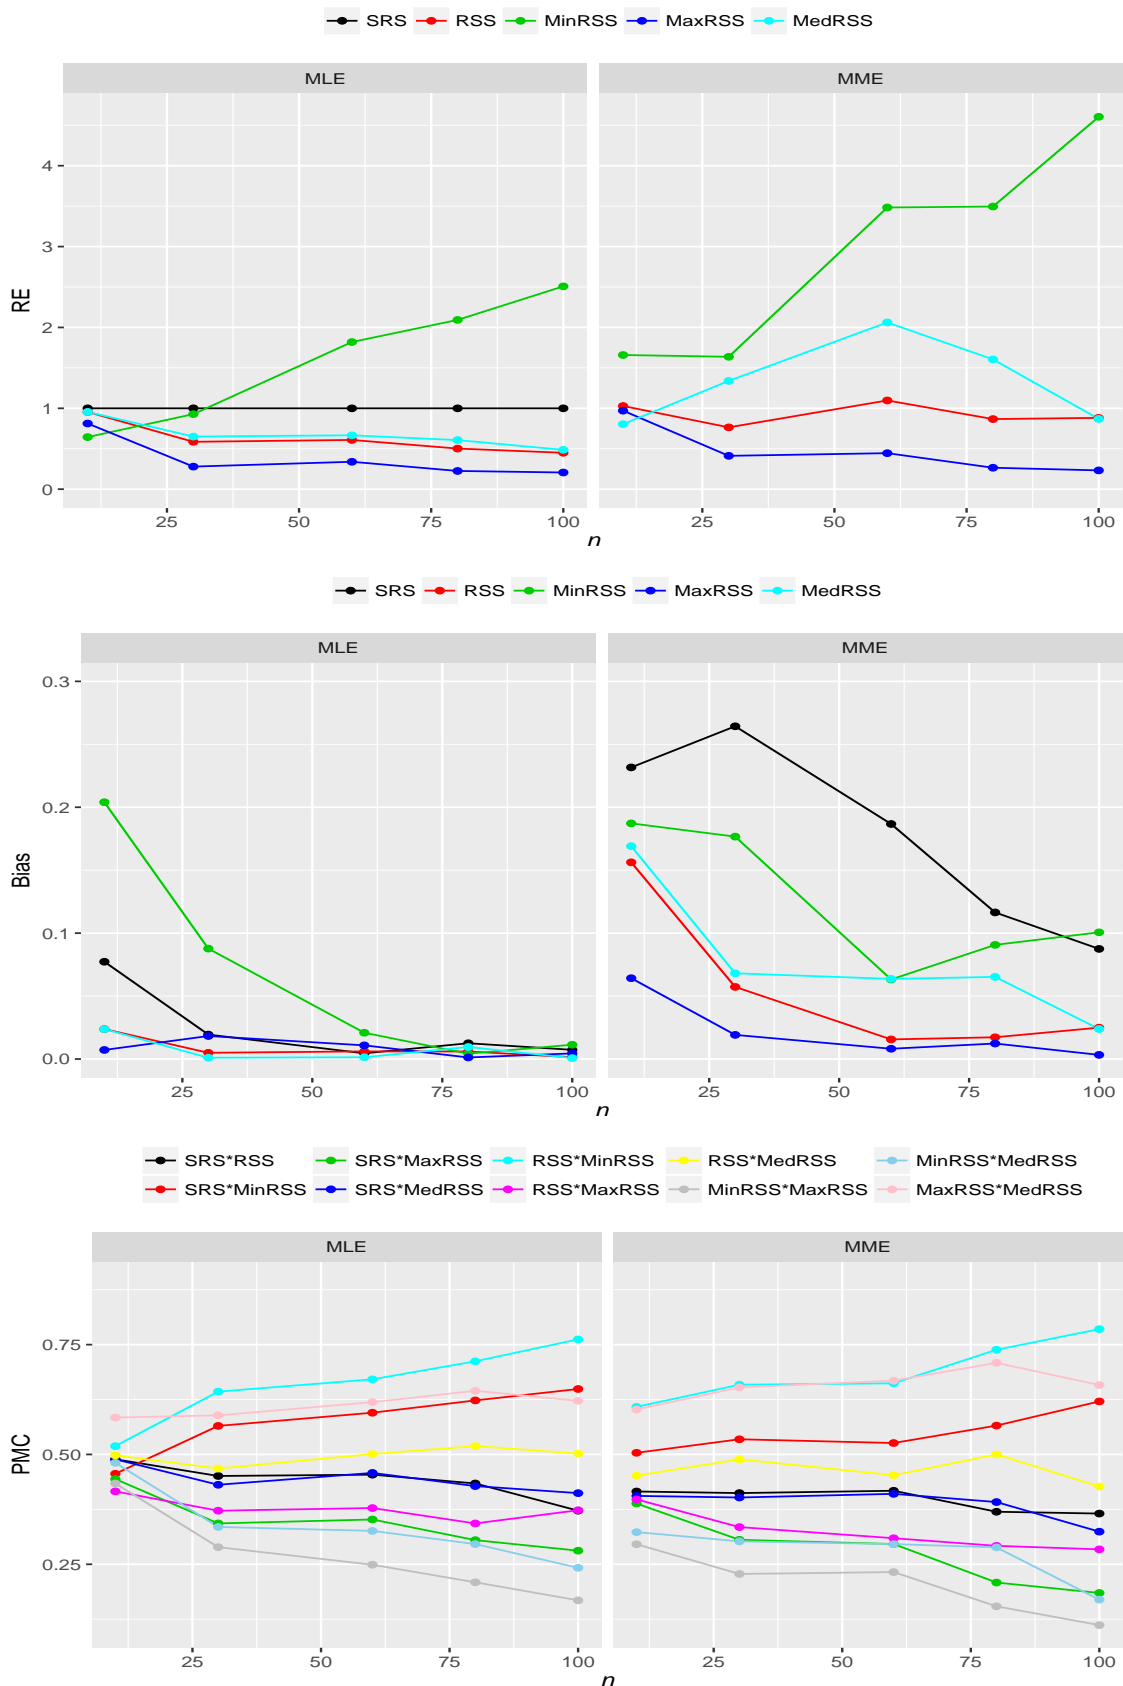 SRS RSS MinRSS MaxRSS MedRSS
MLE MME
RE
4
3
2
1
0
25 50 75 100 25 50 75 100
n
SRS RSS MinRSS MaxRSS MedRSS
MLE MME
Bias
0.3
0.2
0.1
0.0
25 50 75 100 25 50 75 100
n
SRS*RSS SRS*MaxRSS RSS*MinRSS RSS*MedRSS MinRSS*MedRSS
SRS*MinRSS SRS*MedRSS RSS*MaxRSS MinRSS*MaxRSS MaxRSS*MedRSS
MLE MME
PMC
0.75
0.50
0.25
25 50 75 100 25 50 75 100
n